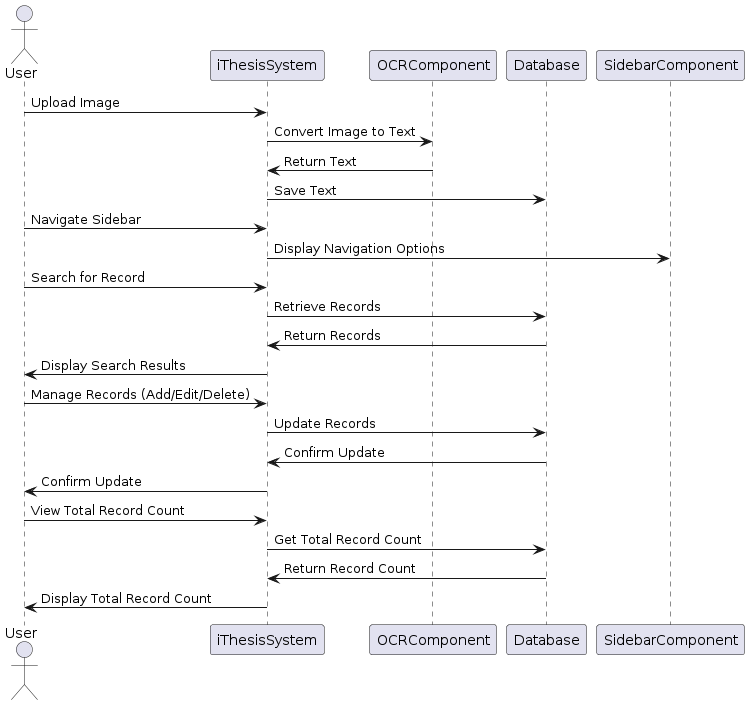 User
iThesisSystem
OCRComponent
Database
SidebarComponent
Upload Image
Convert Image to Text
Return Text
Save Text
Navigate Sidebar
Display Navigation Options
Search for Record
Retrieve Records
Return Records
Display Search Results
Manage Records (Add/Edit/Delete)
Update Records
Confirm Update
Confirm Update
View Total Record Count
Get Total Record Count
Return Record Count
Display Total Record Count
User
iThesisSystem
OCRComponent
Database
SidebarComponent